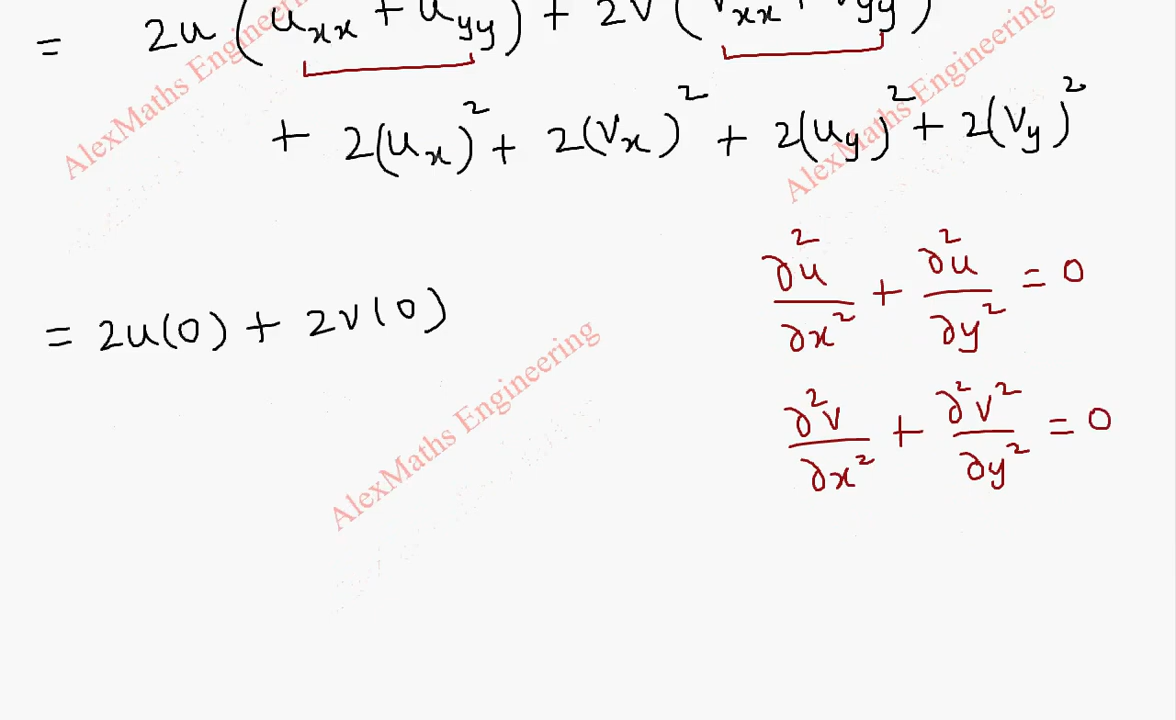 = 2u (u_xx + u_yy) + 2v (v_xx + v_yy)
+ 2(u_x)² + 2(v_x)² + 2(u_y)² + 2(v_y)²
∂²u/∂x² + ∂²u/∂y² = 0
= 2u(0) + 2v(0)
∂²v/∂x² + ∂²v²/∂y² = 0
AlexMaths Engineering
AlexMaths Engineering
AlexMaths Engineering